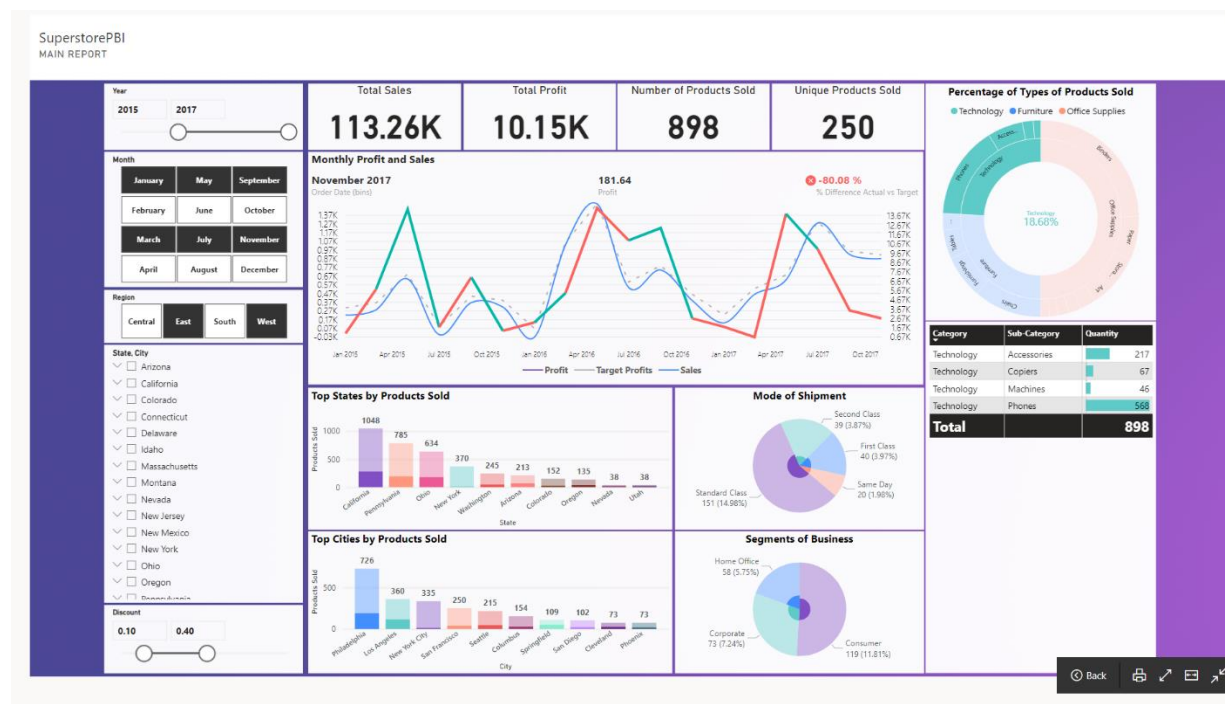 SuperstorePBI
MAIN REPORT
Year
2015 2017
Month
January May September
February June October
March July November
April August December
Region
Central East South West
State, City
Arizona
California
Colorado
Connecticut
Delaware
Idaho
Massachusetts
Montana
Nevada
New Jersey
New Mexico
New York
Ohio
Oregon
Pennsylvania
Discount
0.10 0.40
Total Sales
113.26K
Total Profit
10.15K
Number of Products Sold
898
Unique Products Sold
250
Monthly Profit and Sales
November 2017
Order Date (bins)
181.64
Profit
-80.08 %
% Difference Actual vs Target
1.37K
1.27K
1.17K
1.07K
0.97K
0.87K
0.77K
0.67K
0.57K
0.47K
0.37K
0.27K
0.17K
0.07K
-0.03K
13.67K
12.67K
11.67K
10.67K
9.67K
8.67K
7.67K
6.67K
5.67K
4.67K
3.67K
2.67K
1.67K
0.67K
Jan 2015 Apr 2015 Jul 2015 Oct 2015 Jan 2016 Apr 2016 Jul 2016 Oct 2016 Jan 2017 Apr 2017 Jul 2017 Oct 2017
Profit Target Profits Sales
Top States by Products Sold
Products Sold
1000
500
0
1048 785 634 370 245 213 152 135 38 38
California Pennsylvania Ohio New York Washington Arizona Colorado Oregon Nevada Utah
State
Mode of Shipment
Second Class
39 (3.87%)
First Class
40 (3.97%)
Same Day
20 (1.98%)
Standard Class
151 (14.98%)
Top Cities by Products Sold
Products Sold
500
0
726 360 335 250 215 154 109 102 73 73
Philadelphia Los Angeles New York City San Francisco Seattle Columbus Springfield San Diego Cleveland Phoenix
City
Segments of Business
Home Office
58 (5.75%)
Corporate
73 (7.24%)
Consumer
119 (11.81%)
Percentage of Types of Products Sold
Technology Furniture Office Supplies
Acces...
Phones
Technology
Tables
Furnishings
Furniture
Chairs
Binders
Office Supplies
Paper
Stora...
Art
Technology
18.68%
Category Sub-Category Quantity
Technology Accessories 217
Technology Copiers 67
Technology Machines 46
Technology Phones 568
Total 898
Back